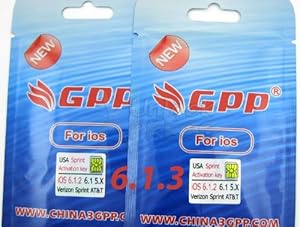 NEW
GPP
For ios
USA Sprint
Activation key
iOS 6.1.2 6.1 5.X
Verizon Sprint AT&T
WWW.CHINA3GPP.COM
NEW
GPP®
For ios
USA Sprint
Activation key
iOS 6.1.2 6.1 5.X
Verizon Sprint AT&T
WWW.CHINA3GPP.COM
6.1.3